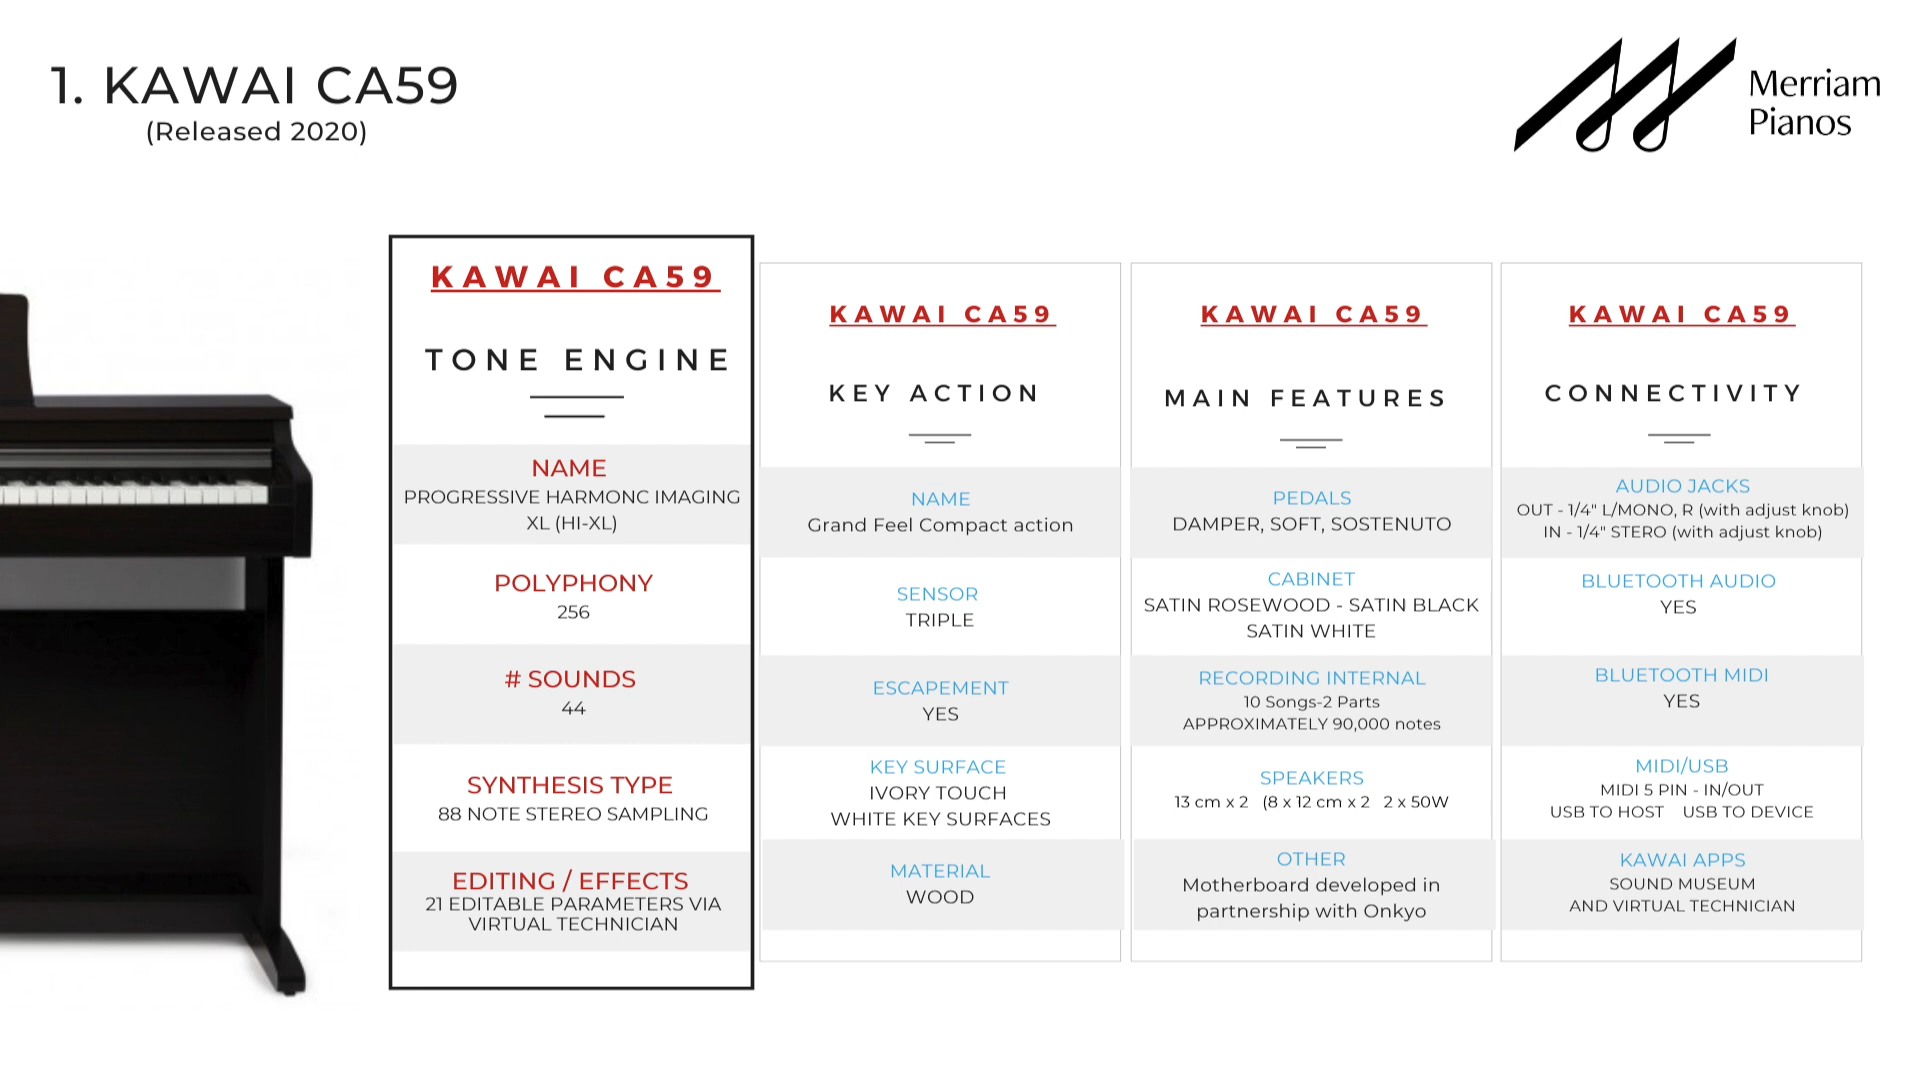 1. KAWAI CA59
(Released 2020)
Merriam
Pianos
KAWAI CA59
TONE ENGINE
NAME
PROGRESSIVE HARMONC IMAGING
XL (HI-XL)
POLYPHONY
256
# SOUNDS
44
SYNTHESIS TYPE
88 NOTE STEREO SAMPLING
EDITING / EFFECTS
21 EDITABLE PARAMETERS VIA
VIRTUAL TECHNICIAN
KAWAI CA59
KEY ACTION
NAME
Grand Feel Compact action
SENSOR
TRIPLE
ESCAPEMENT
YES
KEY SURFACE
IVORY TOUCH
WHITE KEY SURFACES
MATERIAL
WOOD
KAWAI CA59
MAIN FEATURES
PEDALS
DAMPER, SOFT, SOSTENUTO
CABINET
SATIN ROSEWOOD - SATIN BLACK
SATIN WHITE
RECORDING INTERNAL
10 Songs-2 Parts
APPROXIMATELY 90,000 notes
SPEAKERS
13 cm x 2 (8 x 12 cm x 2 2 x 50W
OTHER
Motherboard developed in
partnership with Onkyo
KAWAI CA59
CONNECTIVITY
AUDIO JACKS
OUT - 1/4" L/MONO, R (with adjust knob)
IN - 1/4" STERO (with adjust knob)
BLUETOOTH AUDIO
YES
BLUETOOTH MIDI
YES
MIDI/USB
MIDI 5 PIN - IN/OUT
USB TO HOST USB TO DEVICE
KAWAI APPS
SOUND MUSEUM
AND VIRTUAL TECHNICIAN